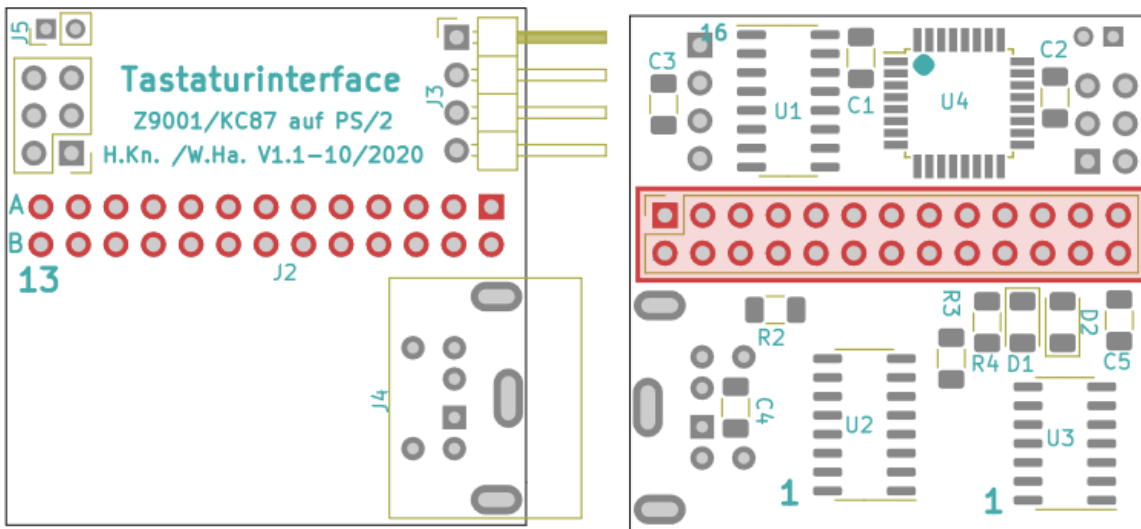 J5
Tastaturinterface
Z9001/KC87 auf PS/2
H.Kn. /W.Ha. V1.1-10/2020
J3
A
B
13
J2
J4
16
C3
U1
C1
U4
C2
R2
R3
R4
D1
D2
C5
C4
U2
U3
1
1